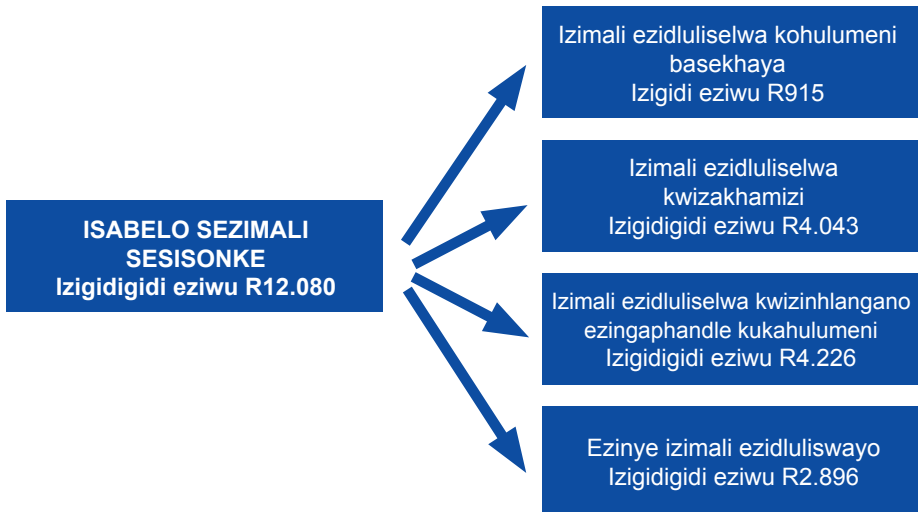 ISABELO SEZIMALI
SESISONKE
Izigidigidi eziwu R12.080
Izimali ezidluliselwa kohulumeni
basekhaya
Izigidi eziwu R915
Izimali ezidluliselwa
kwizakhamizi
Izigidigidi eziwu R4.043
Izimali ezidluliselwa kwizinhlangano
ezingaphandle kukahulumeni
Izigidigidi eziwu R4.226
Ezinye izimali ezidluliswayo
Izigidigidi eziwu R2.896